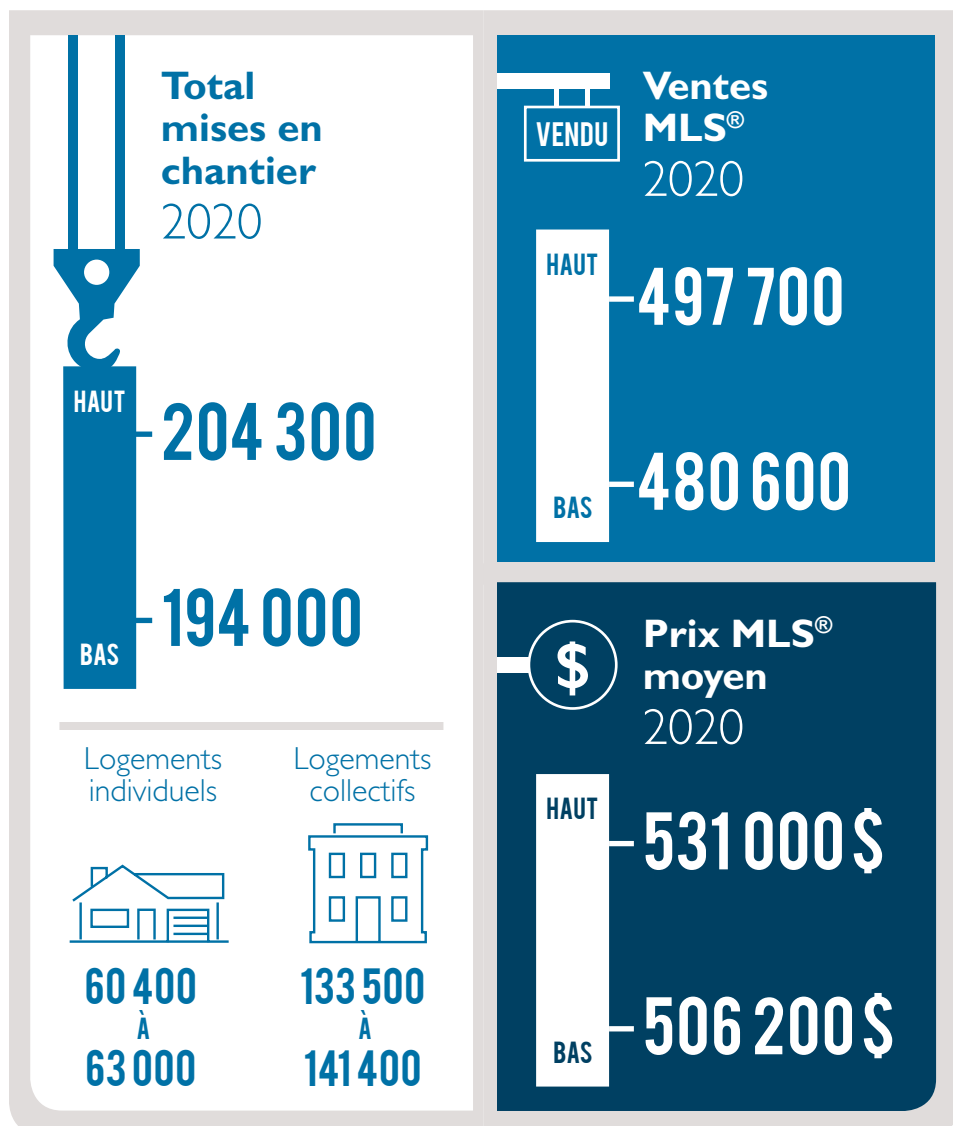 Total
mises en
chantier
2020
HAUT
204 300
194 000
BAS
Logements
individuels
60 400
À
63 000
Logements
collectifs
133 500
À
141 400
VENDU
Ventes
MLS®
2020
HAUT
497 700
480 600
BAS
$
Prix MLS®
moyen
2020
HAUT
531 000 $
506 200 $
BAS